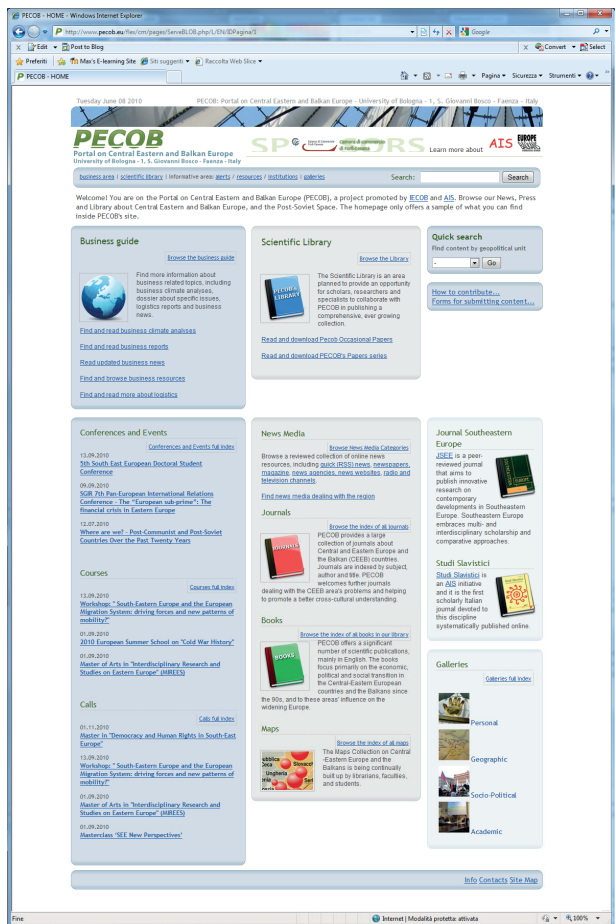 PECOB - HOME - Windows Internet Explorer
http://www.pecob.eu/flex/cm/pages/ServeBLOB.php/L/EN/IDPagina/1
Google
Edit
Post to Blog
Convert
Select
Preferiti
Max's E-learning Site
Siti suggeriti
Raccolta Web Slice
PECOB - HOME
Pagina
Sicurezza
Strumenti
Tuesday June 08 2010
PECOB: Portal on Central Eastern and Balkan Europe - University of Bologna - 1, S. Giovanni Bosco - Faenza - Italy
PECOB
Portal on Central Eastern and Balkan Europe
University of Bologna - 1, S. Giovanni Bosco - Faenza - Italy
SP
ORS
Camera di commercio
di Forlì-Cesena
Learn more about
AIS
EUROPE
business area / scientific library | informative area: alerts / resources / institutions | galleries
Search:
Search
Welcome! You are on the Portal on Central Eastern and Balkan Europe (PECOB), a project promoted by IECOB and AIS. Browse our News, Press
and Library about Central Eastern and Balkan Europe, and the Post-Soviet Space. The homepage only offers a sample of what you can find
inside PECOB's site.
Business guide
Browse the business guide
Find more information about
business related topics, including
business climate analyses,
dossier about specific issues,
logistics reports and business
news.
Find and read business climate analyses
Find and read business reports
Read updated business news
Find and browse business resources
Find and read more about logistics
Scientific Library
Browse the Library
PECOB's
LIBRARY
The Scientific Library is an area
planned to provide an opportunity
for scholars, researchers and
specialists to collaborate with
PECOB in publishing a
comprehensive, ever growing
collection.
Read and download Pecob Occasional Papers
Read and download PECOB's Papers series
Quick search
Find content by geopolitical unit
-
Go
How to contribute...
Forms for submitting content...
Conferences and Events
Conferences and Events full index
13.09.2010
5th South East European Doctoral Student
Conference
09.09.2010
SGIR 7th Pan-European International Relations
Conference - The "European sub-prime": The
financial crisis in Eastern Europe
12.07.2010
Where are we? - Post-Communist and Post-Soviet
Countries Over the Past Twenty Years
Courses
Courses full index
13.09.2010
Workshop: " South-Eastern Europe and the European
Migration System: driving forces and new patterns of
mobility?"
01.09.2010
2010 European Summer School on "Cold War History"
01.09.2010
Master of Arts in "Interdisciplinary Research and
Studies on Eastern Europe" (MIREES)
Calls
Calls full index
01.11.2010
Master in "Democracy and Human Rights in South-East
Europe"
13.09.2010
Workshop: " South-Eastern Europe and the European
Migration System: driving forces and new patterns of
mobility?"
01.09.2010
Master of Arts in "Interdisciplinary Research and
Studies on Eastern Europe" (MIREES)
01.09.2010
Masterclass 'SEE New Perspectives'
News Media
Browse News Media Categories
Browse a reviewed collection of online news
resources, including quick (RSS) news, newspapers,
magazine, news agencies, news websites, radio and
television channels.
Find news media dealing with the region
Journals
Browse the index of all journals
JOURNALS
PECOB provides a large
collection of journals about
Central and Eastern Europe and
the Balkan (CEEB) countries.
Journals are indexed by subject,
author and title. PECOB
welcomes further journals
dealing with the CEEB area's problems and helping
to promote a better cross-cultural understanding.
Books
Browse the index of all books in our library
BOOKS
PECOB offers a significant
number of scientific publications,
mainly in English. The books
focus primarily on the economic,
political and social transition in
the Central-Eastern European
countries and the Balkans since
the 90s, and to these areas' influence on the
widening Europe.
Maps
Browse the index of all maps
ubblica
Ceca
Slovacch
Ungheria
nia
Sed
The Maps Collection on Central
-Eastern Europe and the
Balkans is being continually
built up by librarians, faculties,
and students.
Journal Southeastern
Europe
JSEE is a peer-
reviewed journal
that aims to
publish innovative
research on
contemporary
developments in Southeastern
Europe. Southeastern Europe
embraces multi- and
interdisciplinary scholarship and
comparative approaches.
Studi Slavistici
Studi Slavistici is
an AIS initiative
and it is the first
scholarly Italian
journal devoted to
this discipline
systematically published online.
Galleries
Galleries full index
Personal
Geographic
Socio-Political
Academic
Info Contacts Site Map
Fine
Internet | Modalità protetta: attivata
100%